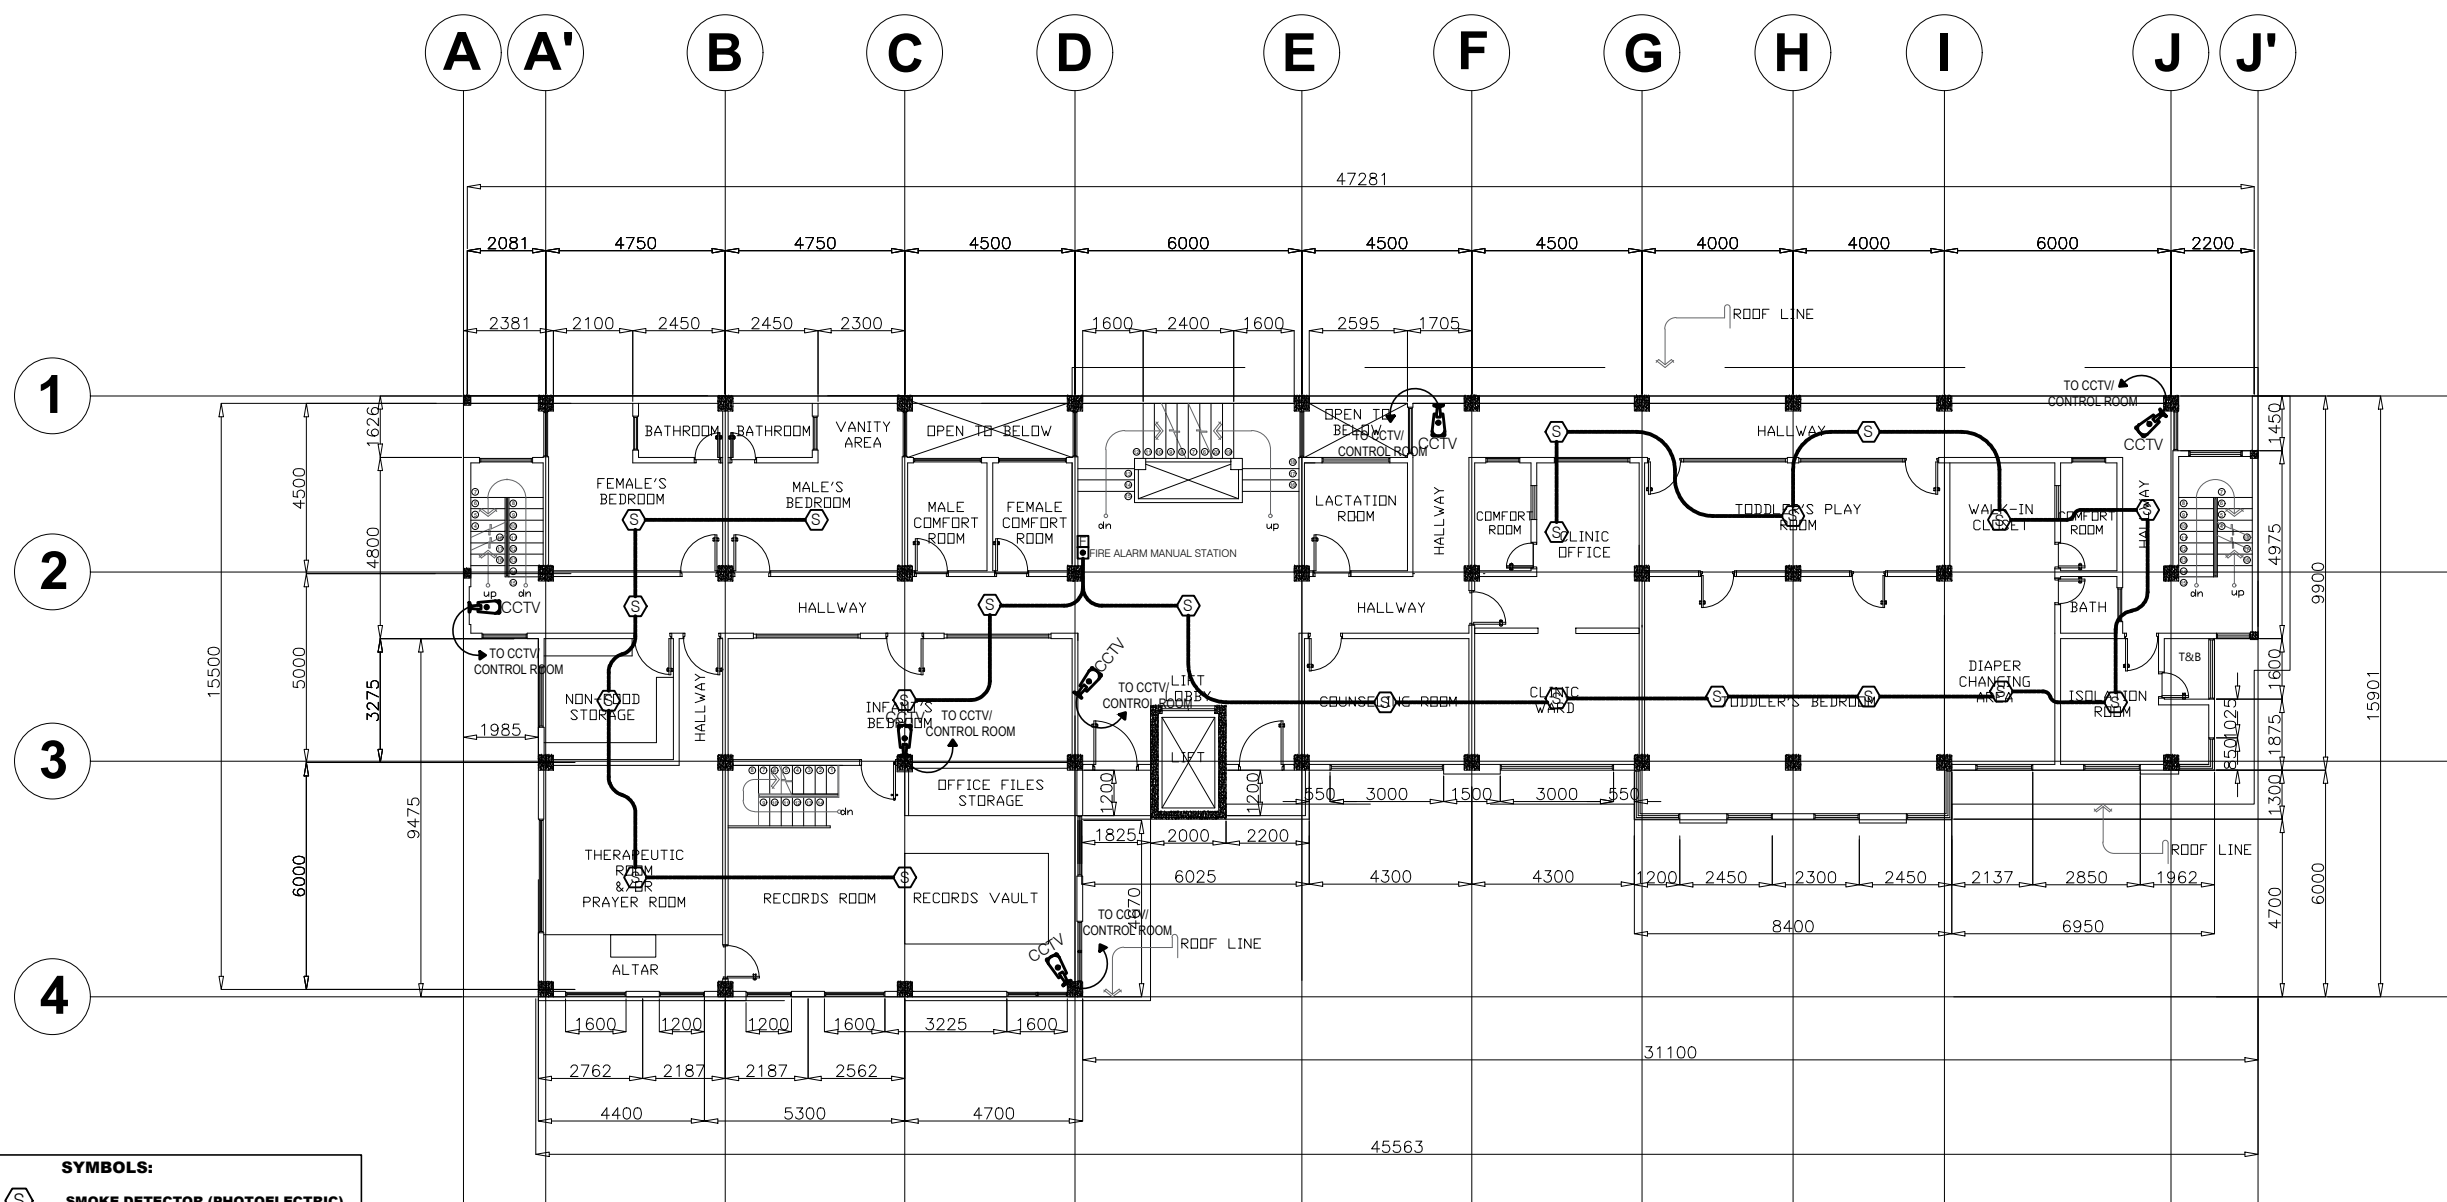 A A' B C D E F G H I J J'
47281
2081 4750 4750 4500 6000 4500 4500 4000 4000 6000 2200
ROOF LINE
2381 2100 2450 2450 2300 1600 2400 1600 2595 1705
1
TO CCTV/
CONTROL ROOM
1626
4500
4800
BATHROOM
BATHROOM
VANITY
AREA
OPEN TO BELOW
OPEN TO
BELOW
TO CCTV/
CONTROL ROOM
CCTV
HALLWAY
CCTV
1450
FEMALE'S
BEDROOM
MALE'S
BEDROOM
MALE
COMFORT
ROOM
FEMALE
COMFORT
ROOM
dn
up
LACTATION
ROOM
HALLWAY
COMFORT
ROOM
CLINIC
OFFICE
TODDLER'S PLAY
ROOM
WALK-IN
CLOSET
COMFORT
ROOM
HALLWAY
4975
9900
S S S S S S S S
F
FIRE ALARM MANUAL STATION
2
up
dn
CCTV
HALLWAY
HALLWAY
BATH
dn
up
S S S
TO CCTV/
CONTROL ROOM
15500
5000
3275
1985
NON-FOOD
STORAGE
HALLWAY
INFANT'S
BEDROOM
CCTV
TO CCTV/
CONTROL ROOM
CCTV
TO CCTV/
CONTROL ROOM
LIFT
LOBBY
LIFT
COUNSELING ROOM
CLINIC
WARD
TODDLER'S BEDROOM
DIAPER
CHANGING
AREA
ISOLATION
ROOM
T&B
S S S S S S S S
1600
1025
850
1875
15901
3
OFFICE FILES
STORAGE
dn
1200
1200
550 3000 1500 3000 550
1300
9475
6000
1825 2000 2200
THERAPEUTIC
ROOM
&/OR
PRAYER ROOM
S S
RECORDS ROOM
RECORDS VAULT
ROOF LINE
6025 4300 4300 1200 2450 2300 2450 2137 2850 1962
6000
4700
TO CCTV/
CONTROL ROOM
4670
8400 6950
CCTV
ROOF LINE
ALTAR
4
1600 1200 1200 1600 3225 1600
31100
2762 2187 2187 2562
4400 5300 4700
45563
SYMBOLS:
S SMOKE DETECTOR (PHOTOELECTRIC)